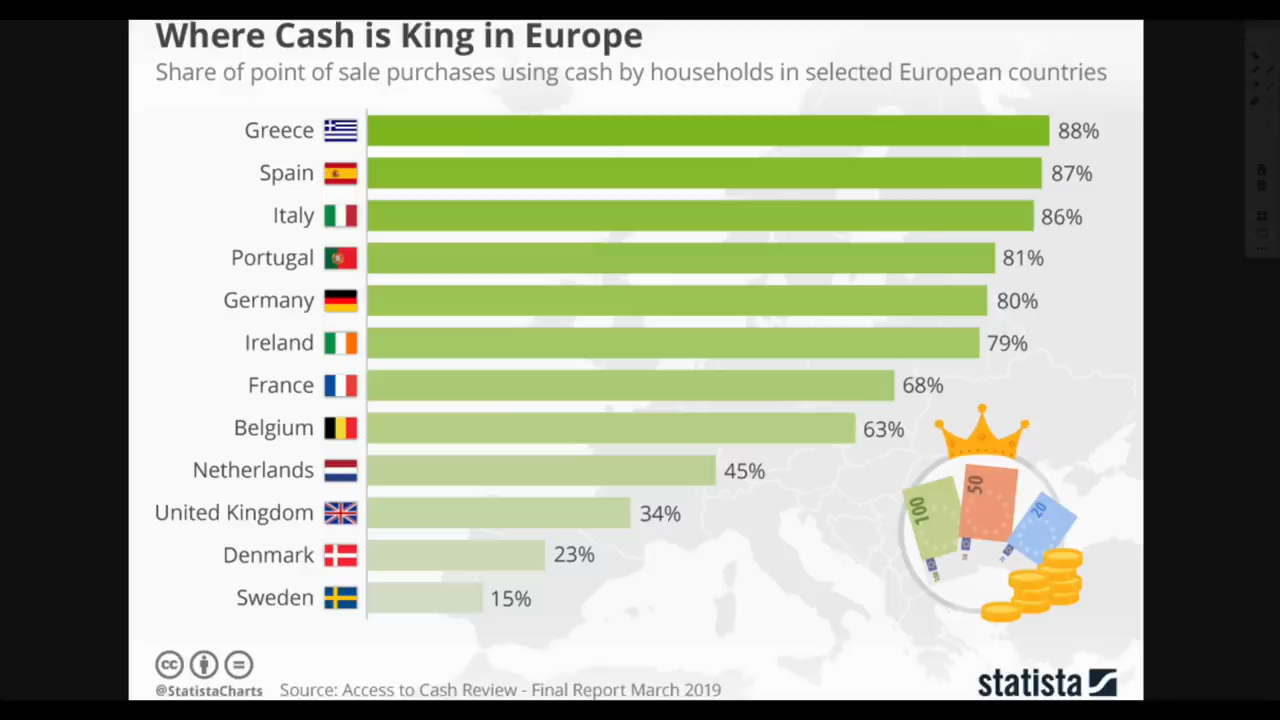 Where Cash is King in Europe
Share of point of sale purchases using cash by households in selected European countries
Greece 88%
Spain 87%
Italy 86%
Portugal 81%
Germany 80%
Ireland 79%
France 68%
Belgium 63%
Netherlands 45%
United Kingdom 34%
Denmark 23%
Sweden 15%
100
50
20
cc
@StatistaCharts Source: Access to Cash Review - Final Report March 2019
statista